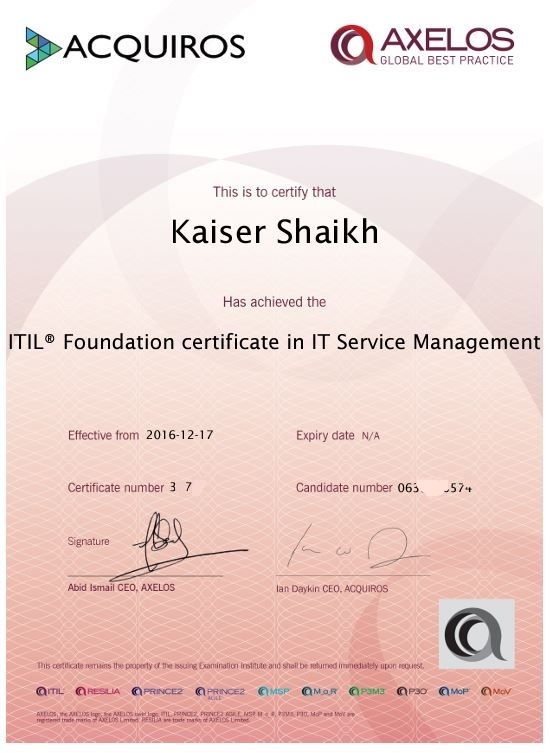 ACQUIROS
AXELOS
GLOBAL BEST PRACTICE
This is to certify that
Kaiser Shaikh
Has achieved the
ITIL® Foundation certificate in IT Service Management
Effective from 2016-12-17
Expiry date N/A
Certificate number 3 7
Candidate number 063 574
Signature
Abid Ismail CEO, AXELOS
Ian Daykin CEO, ACQUIROS
This certificate remains the property of the issuing Examination Institute and shall be returned immediately upon request.
ITIL RESILIA PRINCE2 PRINCE2 AGILE MSP M_o_R P3M3 P3O MoP MoV
AXELOS, the AXELOS logo, the AXELOS swirl logo, ITIL, PRINCE2, PRINCE2 AGILE, MSP, M_o_R, P3M3, P3O, MoP and MoV are
registered trade marks of AXELOS Limited. RESILIA are trade marks of AXELOS Limited.